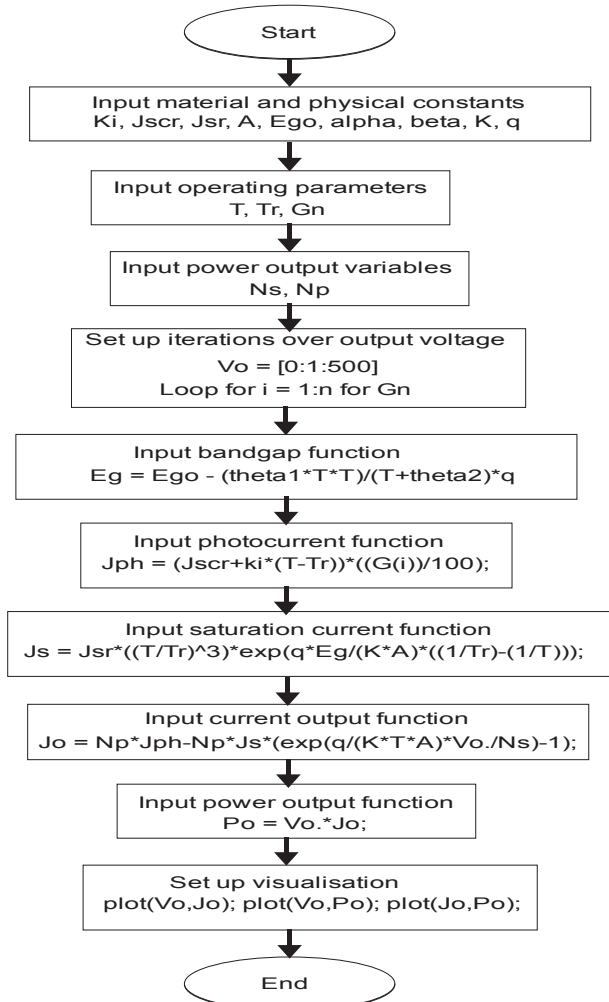 Start
Input material and physical constants
Ki, Jscr, Jsr, A, Ego, alpha, beta, K, q
Input operating parameters
T, Tr, Gn
Input power output variables
Ns, Np
Set up iterations over output voltage
Vo = [0:1:500]
Loop for i = 1:n for Gn
Input bandgap function
Eg = Ego - (theta1*T*T)/(T+theta2)*q
Input photocurrent function
Jph = (Jscr+ki*(T-Tr))*((G(i))/100);
Input saturation current function
Js = Jsr*((T/Tr)^3)*exp(q*Eg/(K*A)*((1/Tr)-(1/T)));
Input current output function
Jo = Np*Jph-Np*Js*(exp(q/(K*T*A)*Vo./Ns)-1);
Input power output function
Po = Vo.*Jo;
Set up visualisation
plot(Vo,Jo); plot(Vo,Po); plot(Jo,Po);
End